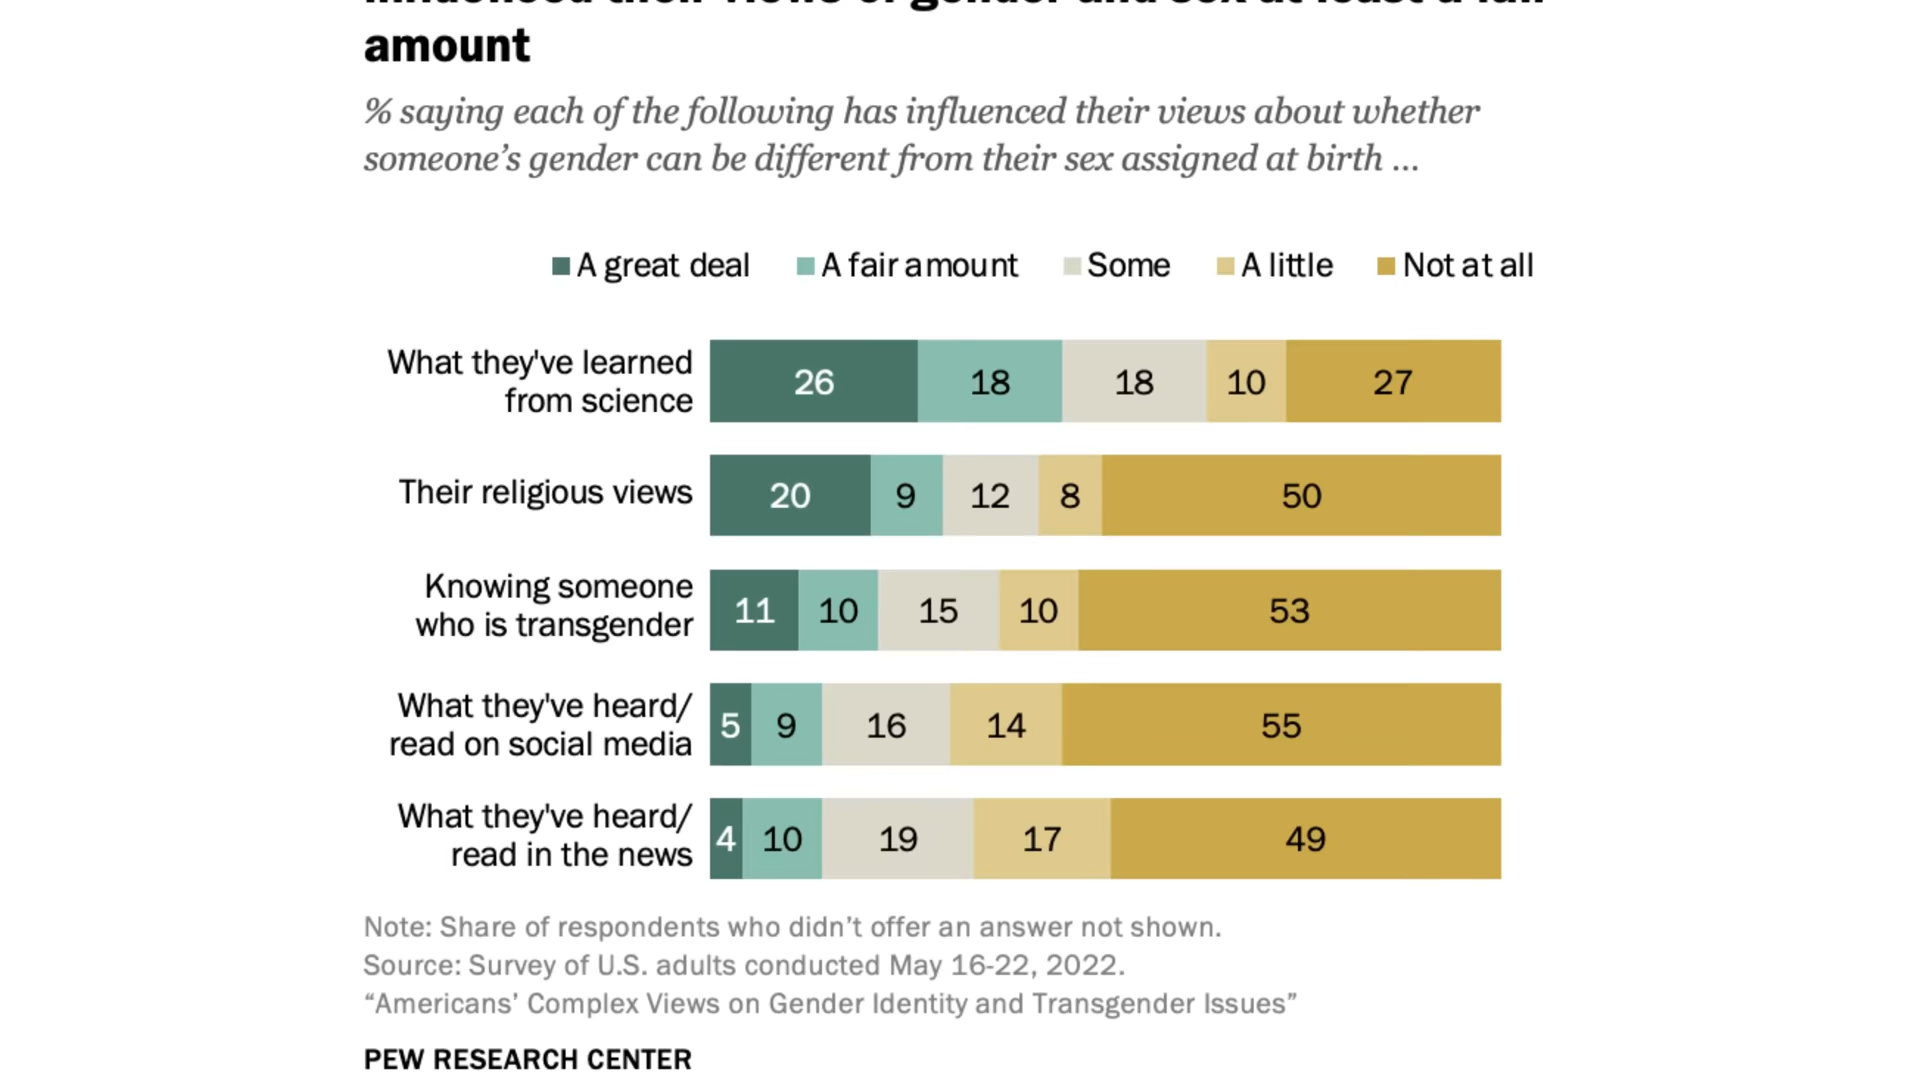 amount
% saying each of the following has influenced their views about whether
someone’s gender can be different from their sex assigned at birth ...
A great deal A fair amount Some A little Not at all
What they've learned
from science
26 18 18 10 27
Their religious views 20 9 12 8 50
Knowing someone
who is transgender
11 10 15 10 53
What they've heard/
read on social media
5 9 16 14 55
What they've heard/
read in the news
4 10 19 17 49
Note: Share of respondents who didn’t offer an answer not shown.
Source: Survey of U.S. adults conducted May 16-22, 2022.
“Americans’ Complex Views on Gender Identity and Transgender Issues”
PEW RESEARCH CENTER